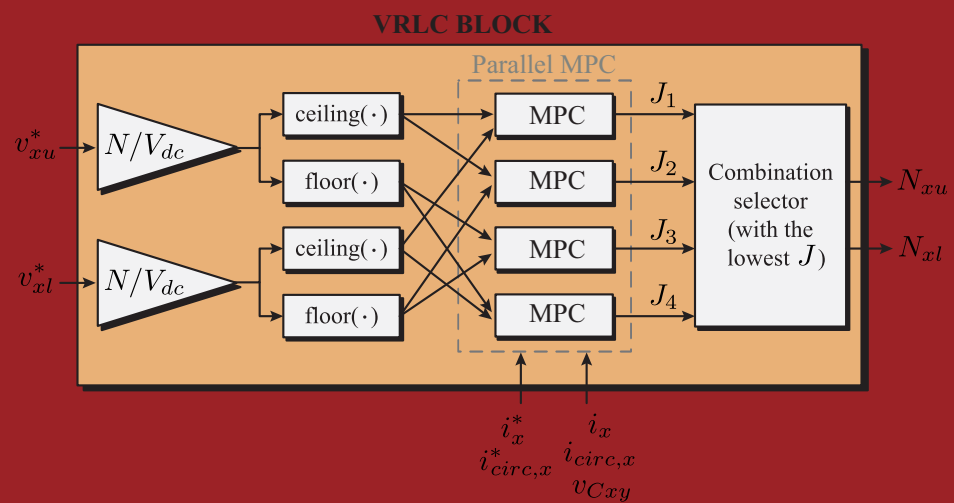 VRLC BLOCK
Parallel MPC
v*xu
N/Vdc
ceiling(·)
floor(·)
v*xl
N/Vdc
ceiling(·)
floor(·)
MPC
MPC
MPC
MPC
J1
J2
J3
J4
Combination
selector
(with the
lowest J)
Nxu
Nxl
i*x
i*circ,x
ix
icirc,x
vCxy